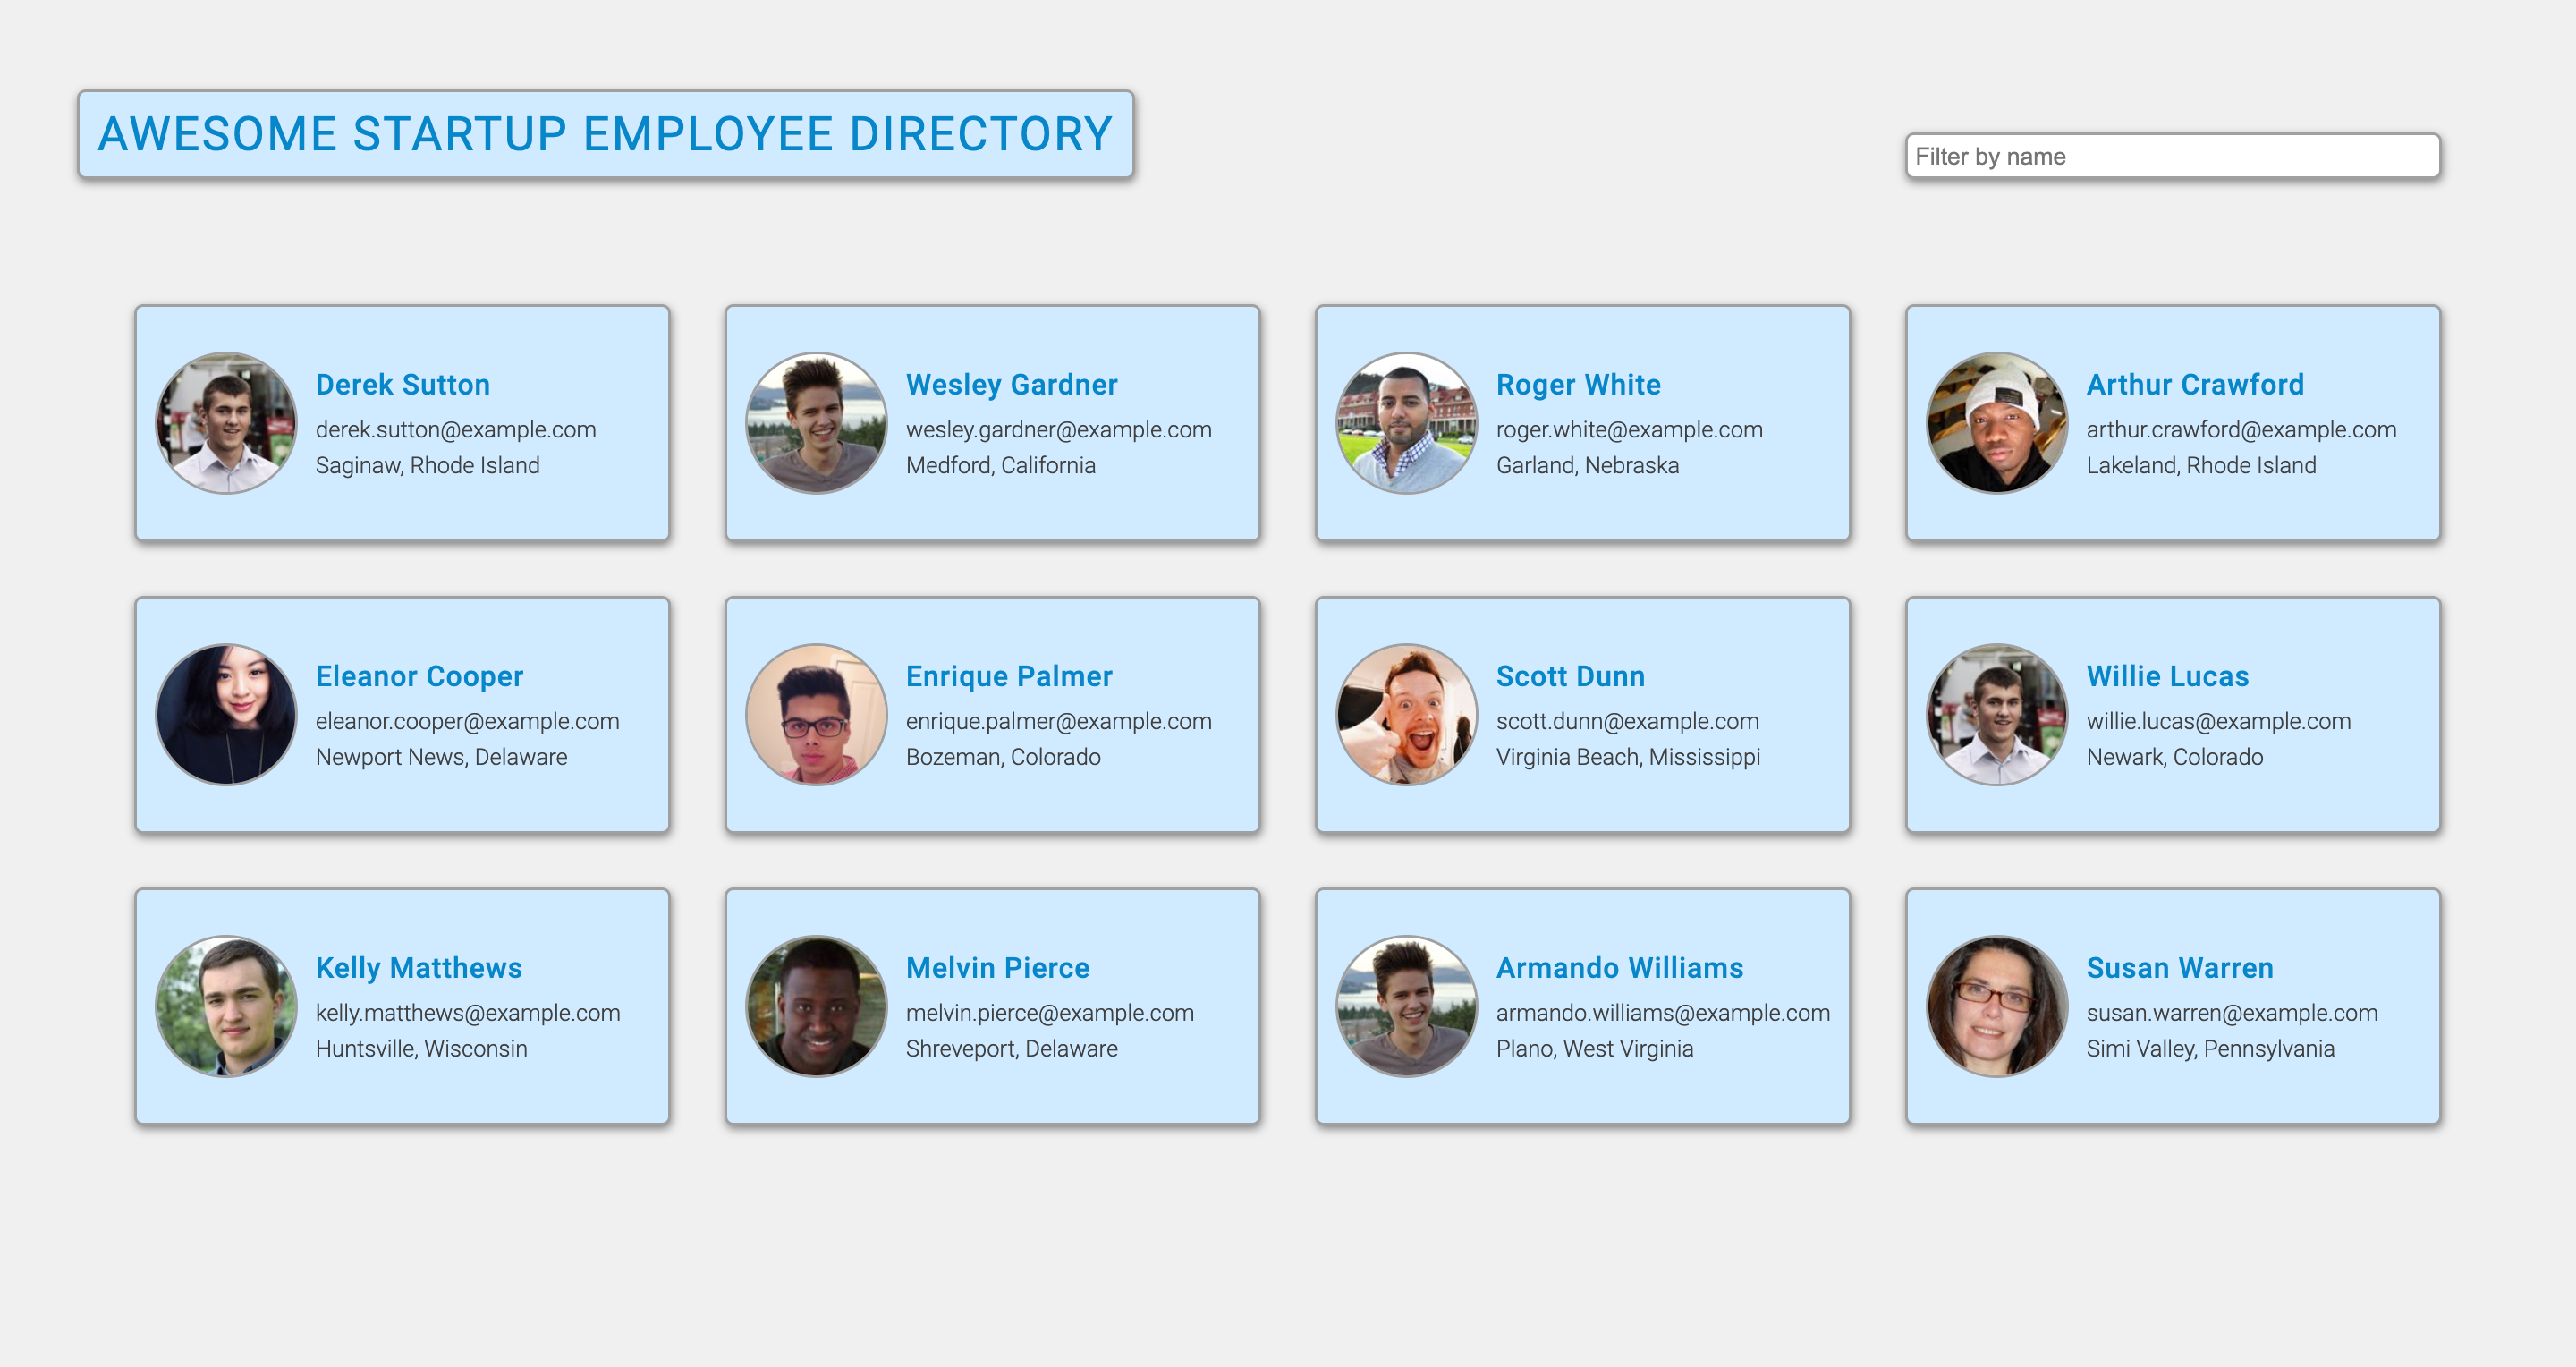 AWESOME STARTUP EMPLOYEE DIRECTORY
Filter by name
Derek Sutton
derek.sutton@example.com
Saginaw, Rhode Island
Wesley Gardner
wesley.gardner@example.com
Medford, California
Roger White
roger.white@example.com
Garland, Nebraska
Arthur Crawford
arthur.crawford@example.com
Lakeland, Rhode Island
Eleanor Cooper
eleanor.cooper@example.com
Newport News, Delaware
Enrique Palmer
enrique.palmer@example.com
Bozeman, Colorado
Scott Dunn
scott.dunn@example.com
Virginia Beach, Mississippi
Willie Lucas
willie.lucas@example.com
Newark, Colorado
Kelly Matthews
kelly.matthews@example.com
Huntsville, Wisconsin
Melvin Pierce
melvin.pierce@example.com
Shreveport, Delaware
Armando Williams
armando.williams@example.com
Plano, West Virginia
Susan Warren
susan.warren@example.com
Simi Valley, Pennsylvania